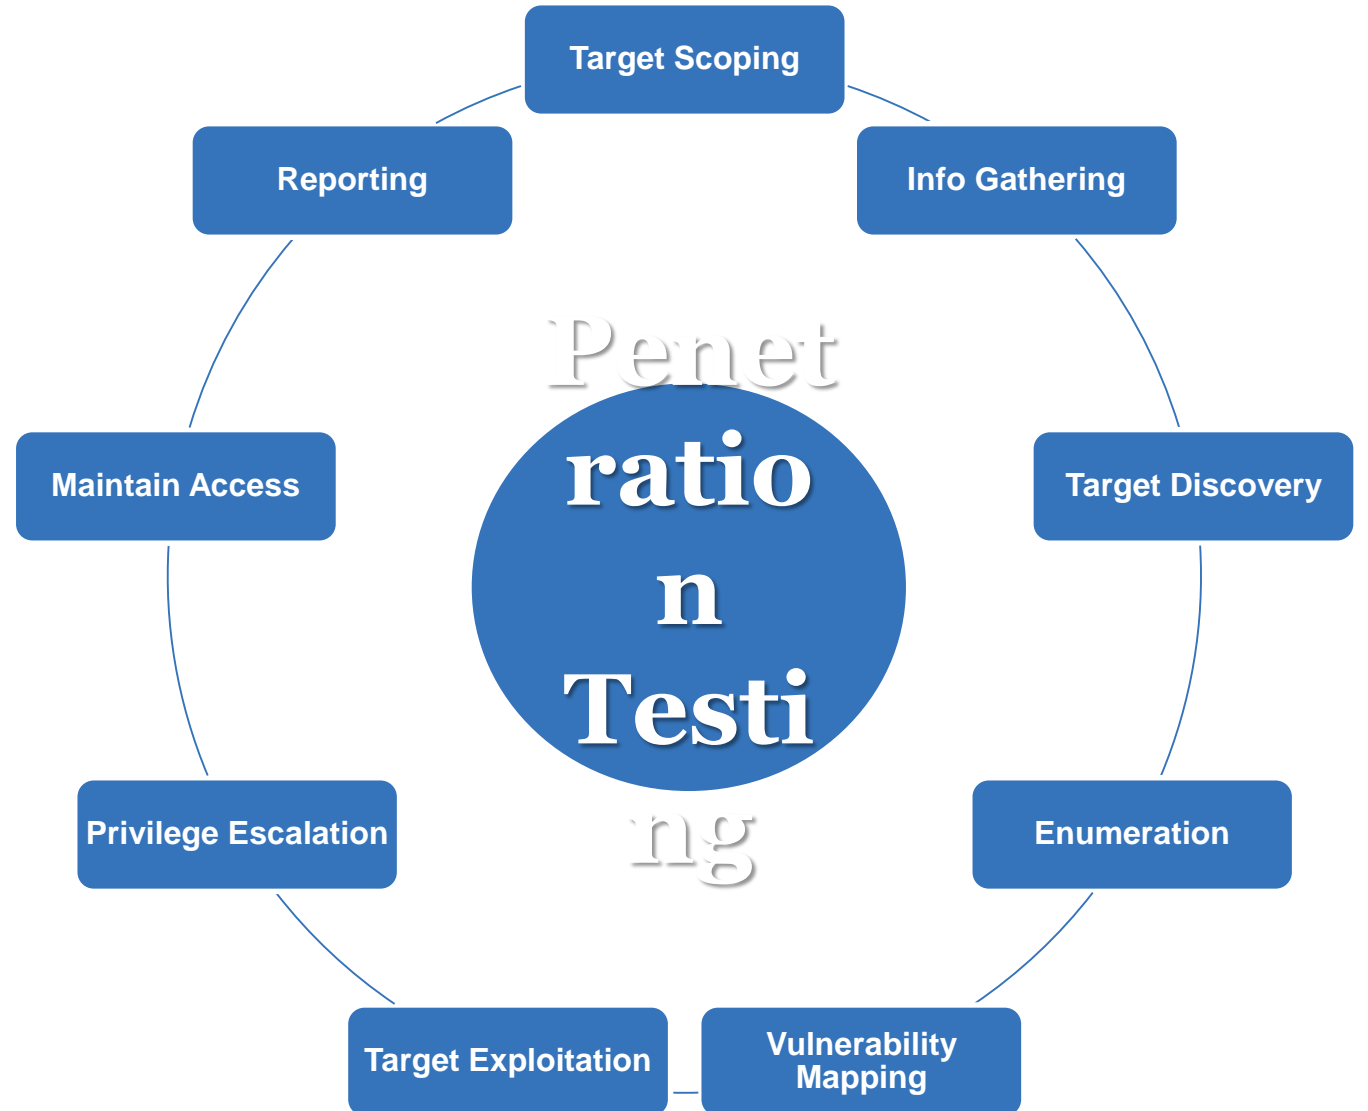 Target Scoping
Info Gathering
Target Discovery
Enumeration
Vulnerability
Mapping
Target Exploitation
Privilege Escalation
Maintain Access
Reporting
Penet
ratio
n
Testi
ng